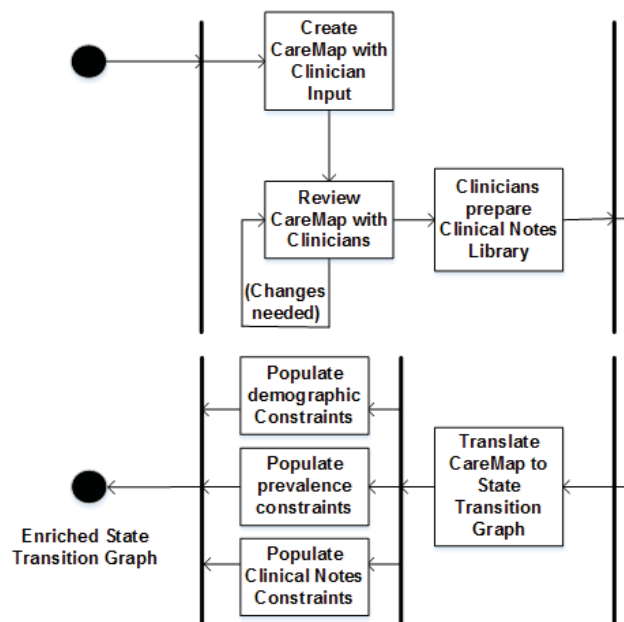 Create
CareMap with
Clinician
Input
Review
CareMap with
Clinicians
(Changes
needed)
Clinicians
prepare
Clinical Notes
Library
Populate
demographic
Constraints
Populate
prevalence
constraints
Populate
Clinical Notes
Constraints
Translate
CareMap to
State
Transition
Graph
Enriched State
Transition Graph